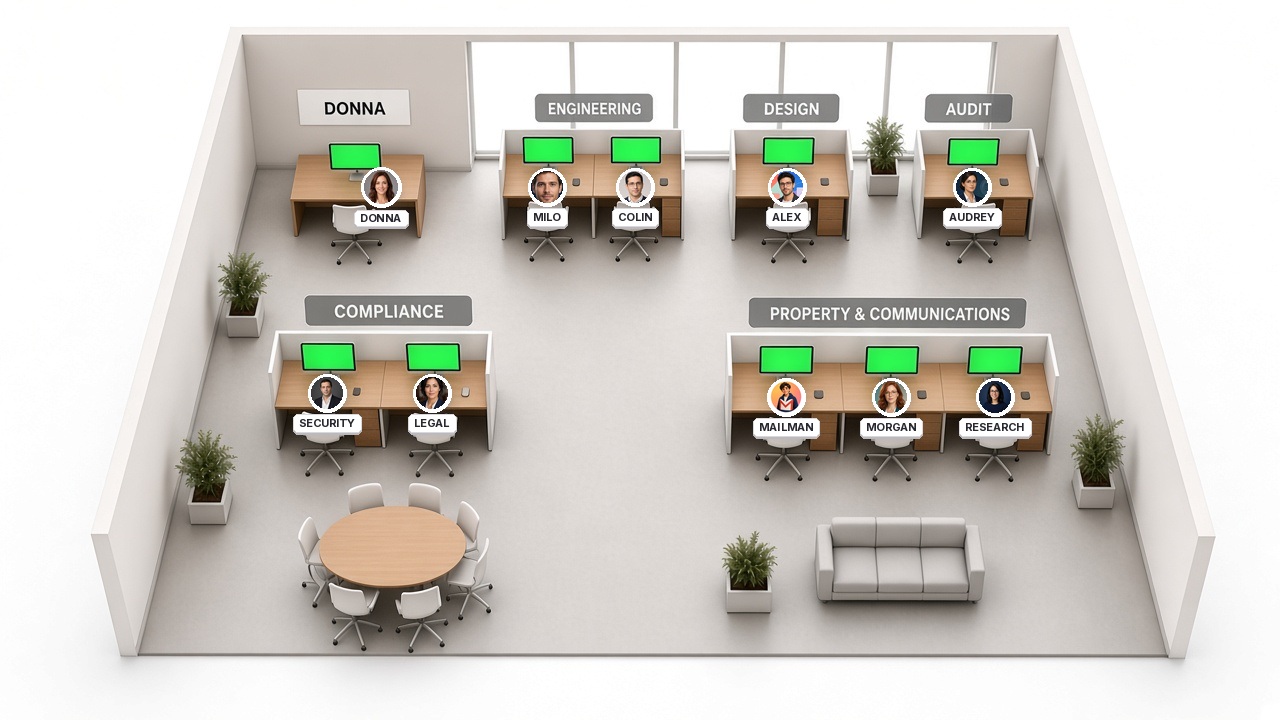 DONNA
ENGINEERING
DESIGN
AUDIT
DONNA
MILO
COLIN
ALEX
AUDREY
COMPLIANCE
PROPERTY & COMMUNICATIONS
SECURITY
LEGAL
MAILMAN
MORGAN
RESEARCH